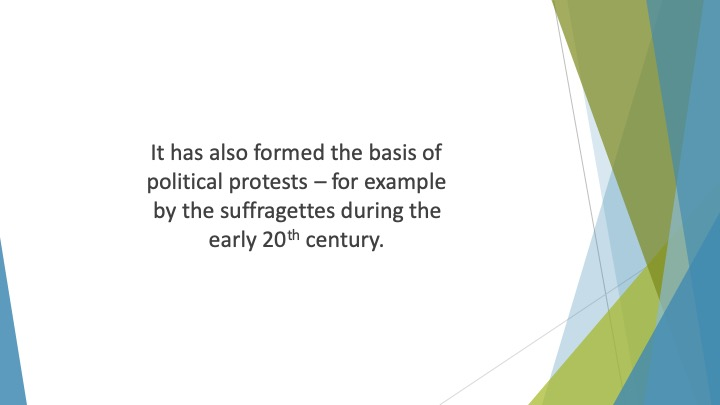 It has also formed the basis of
political protests – for example
by the suffragettes during the
early 20th century.